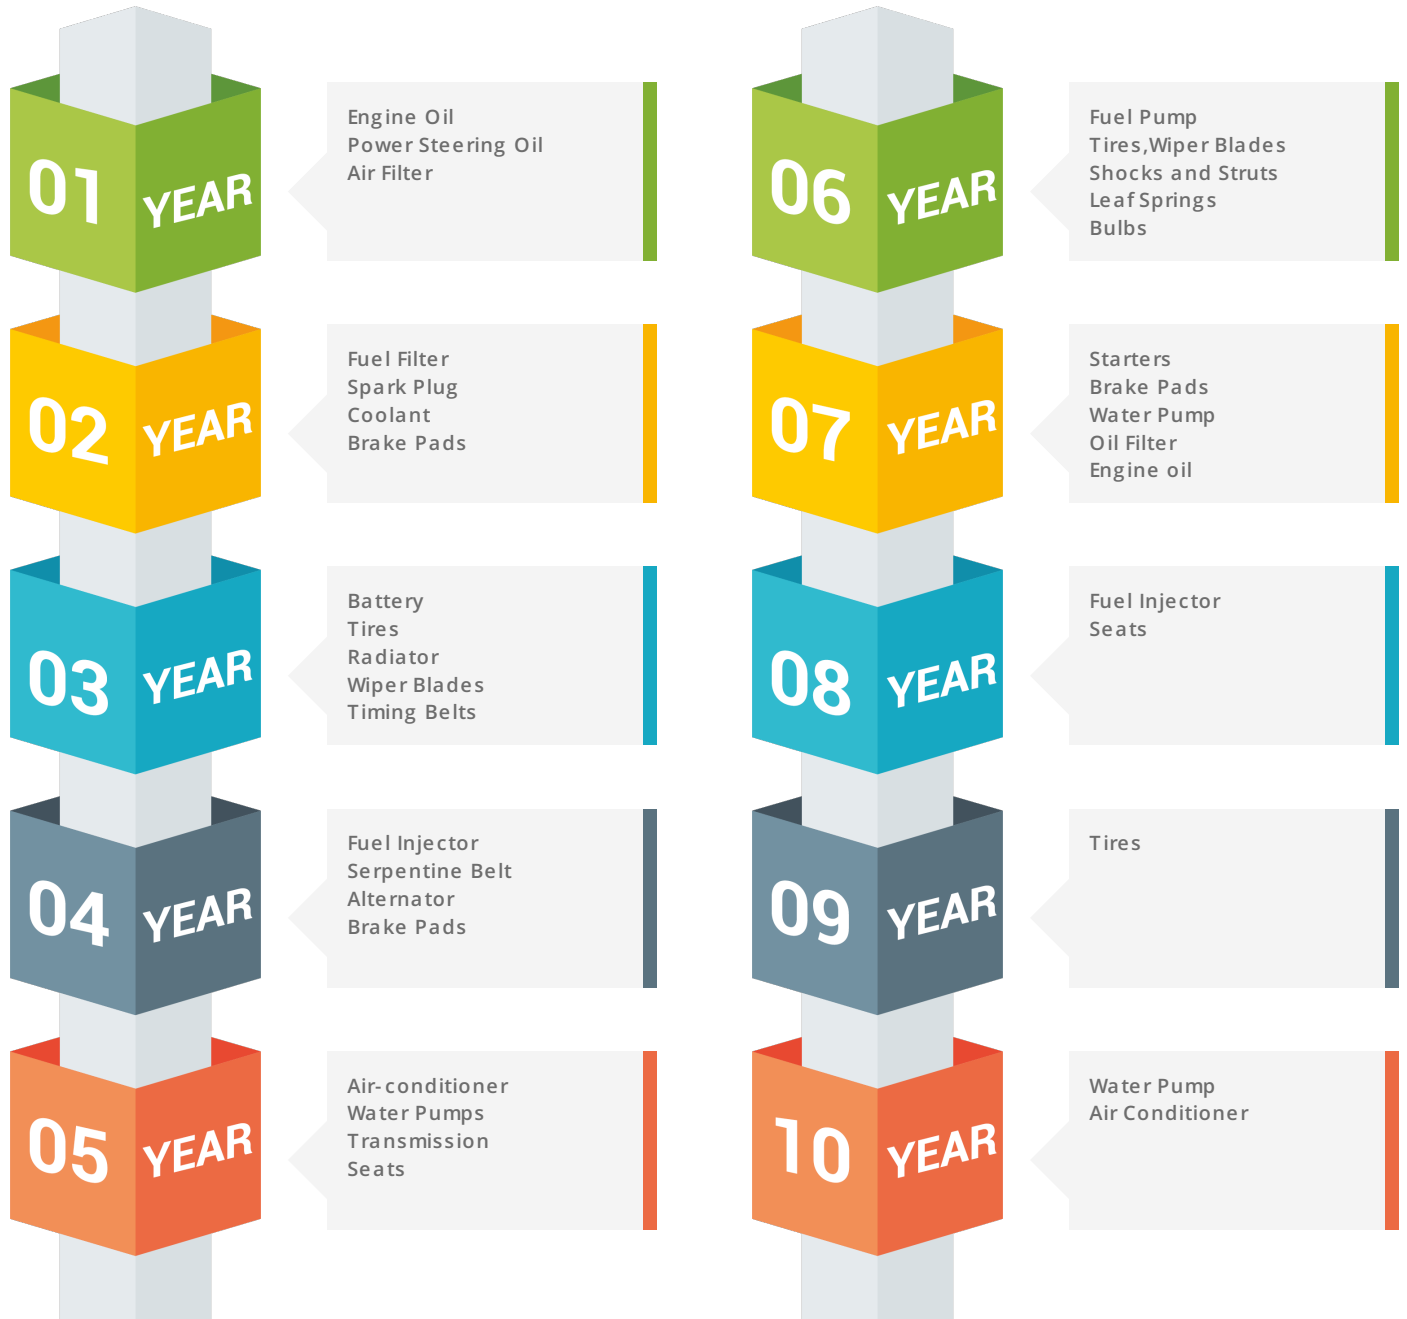 01 YEAR
Engine Oil
Power Steering Oil
Air Filter
02 YEAR
Fuel Filter
Spark Plug
Coolant
Brake Pads
03 YEAR
Battery
Tires
Radiator
Wiper Blades
Timing Belts
04 YEAR
Fuel Injector
Serpentine Belt
Alternator
Brake Pads
05 YEAR
Air-conditioner
Water Pumps
Transmission
Seats
06 YEAR
Fuel Pump
Tires,Wiper Blades
Shocks and Struts
Leaf Springs
Bulbs
07 YEAR
Starters
Brake Pads
Water Pump
Oil Filter
Engine oil
08 YEAR
Fuel Injector
Seats
09 YEAR
Tires
10 YEAR
Water Pump
Air Conditioner